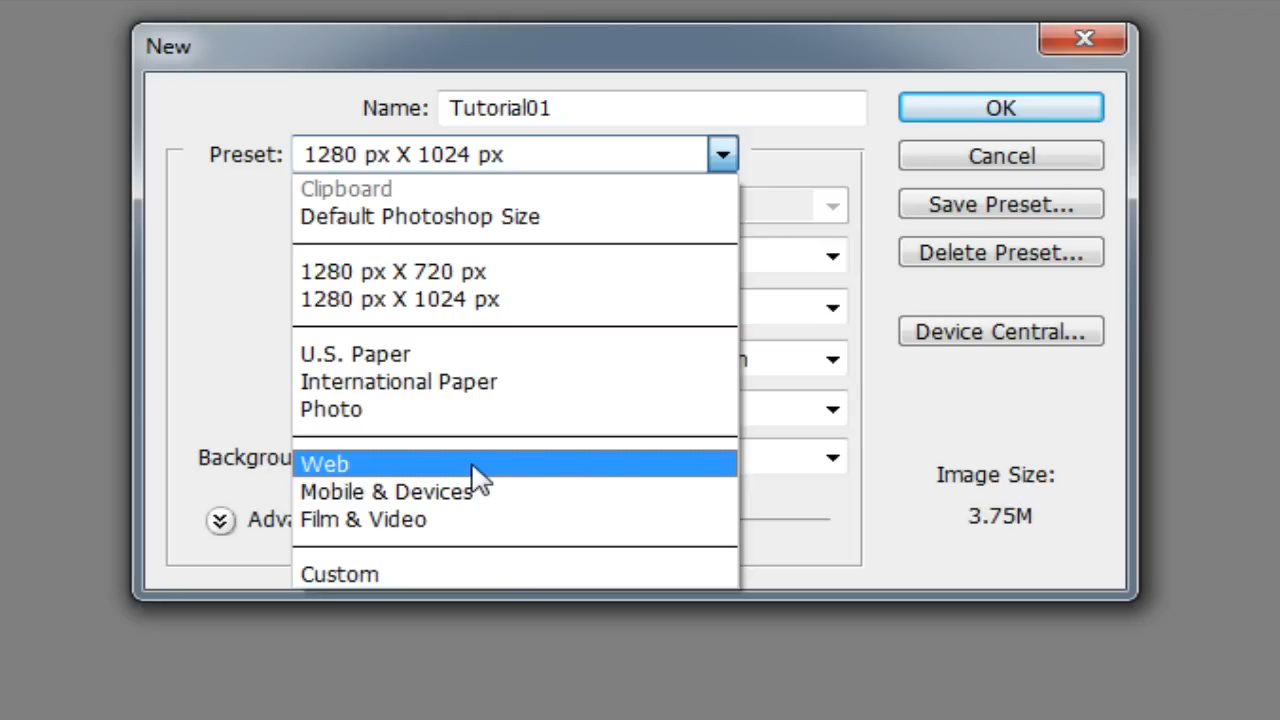 New
Name: Tutorial01
OK
Preset: 1280 px X 1024 px
Cancel
Clipboard
Default Photoshop Size
Save Preset...
Delete Preset...
1280 px X 720 px
1280 px X 1024 px
Device Central...
U.S. Paper
International Paper
Photo
Backgrou
Web
Mobile & Devices
Image Size:
3.75M
Adva
Film & Video
Custom